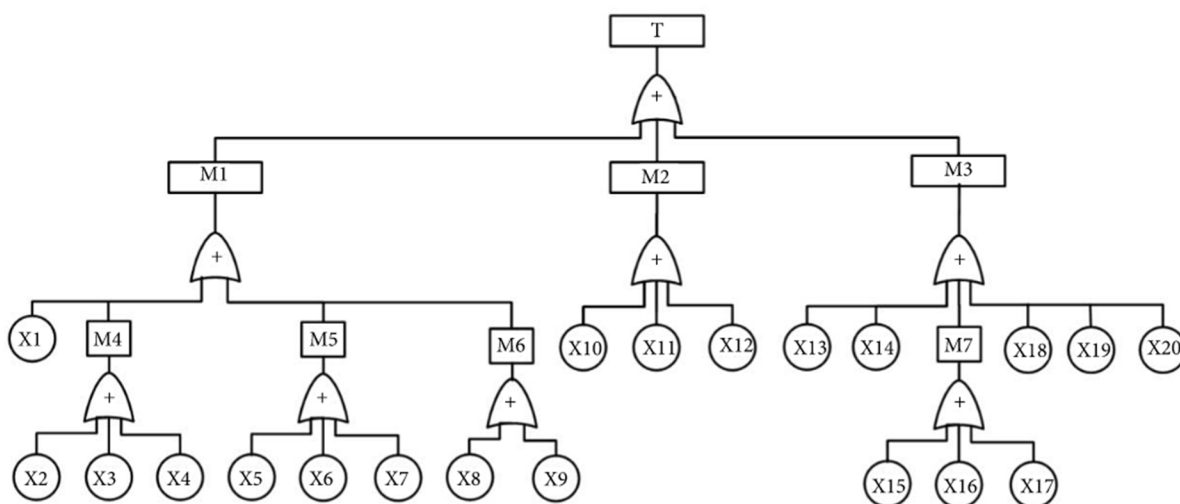 T
+
M1 M2 M3
+ + +
X1 M4 M5 M6 X10 X11 X12 X13 X14 M7 X18 X19 X20
+ + + +
X2 X3 X4 X5 X6 X7 X8 X9 X15 X16 X17